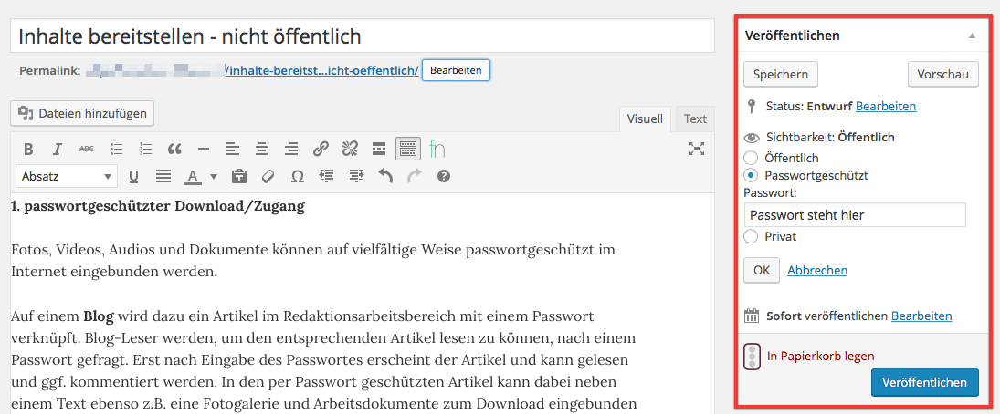 Inhalte bereitstellen - nicht öffentlich
Permalink: /inhalte-bereitst...icht-oeffentlich/ Bearbeiten
Dateien hinzufügen
Visuell Text
B I ABC fn
Absatz U A Ω ?
1. passwortgeschützter Download/Zugang
Fotos, Videos, Audios und Dokumente können auf vielfältige Weise passwortgeschützt im
Internet eingebunden werden.
Auf einem Blog wird dazu ein Artikel im Redaktionsarbeitsbereich mit einem Passwort
verknüpft. Blog-Leser werden, um den entsprechenden Artikel lesen zu können, nach einem
Passwort gefragt. Erst nach Eingabe des Passwortes erscheint der Artikel und kann gelesen
und ggf. kommentiert werden. In den per Passwort geschützten Artikel kann dabei neben
einem Text ebenso z.B. eine Fotogalerie und Arbeitsdokumente zum Download eingebunden
Veröffentlichen
Speichern Vorschau
Status: Entwurf Bearbeiten
Sichtbarkeit: Öffentlich
Öffentlich
Passwortgeschützt
Passwort:
Passwort steht hier
Privat
OK Abbrechen
Sofort veröffentlichen Bearbeiten
In Papierkorb legen
Veröffentlichen